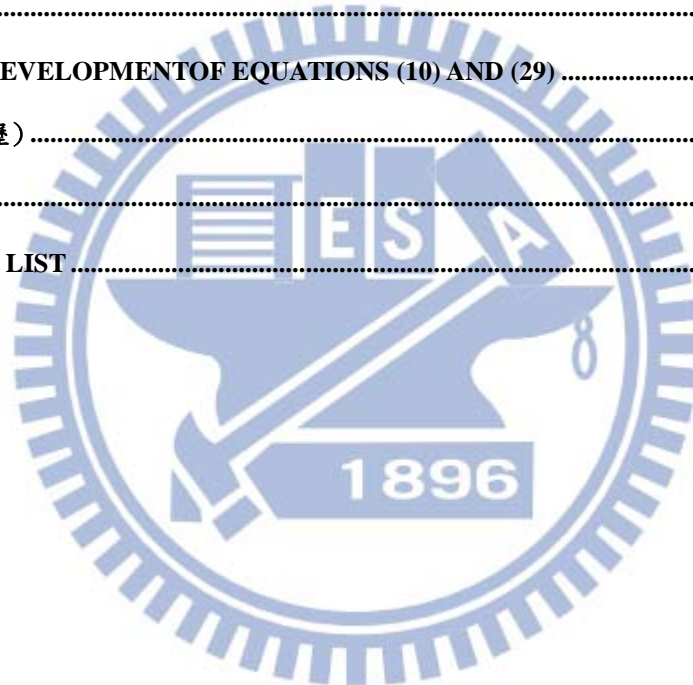 ............................................................
EVELOPMENTOF EQUATIONS (10) AND (29) ....................
歷) ............................................................
............................................................
LIST ............................................................
E S A
1896